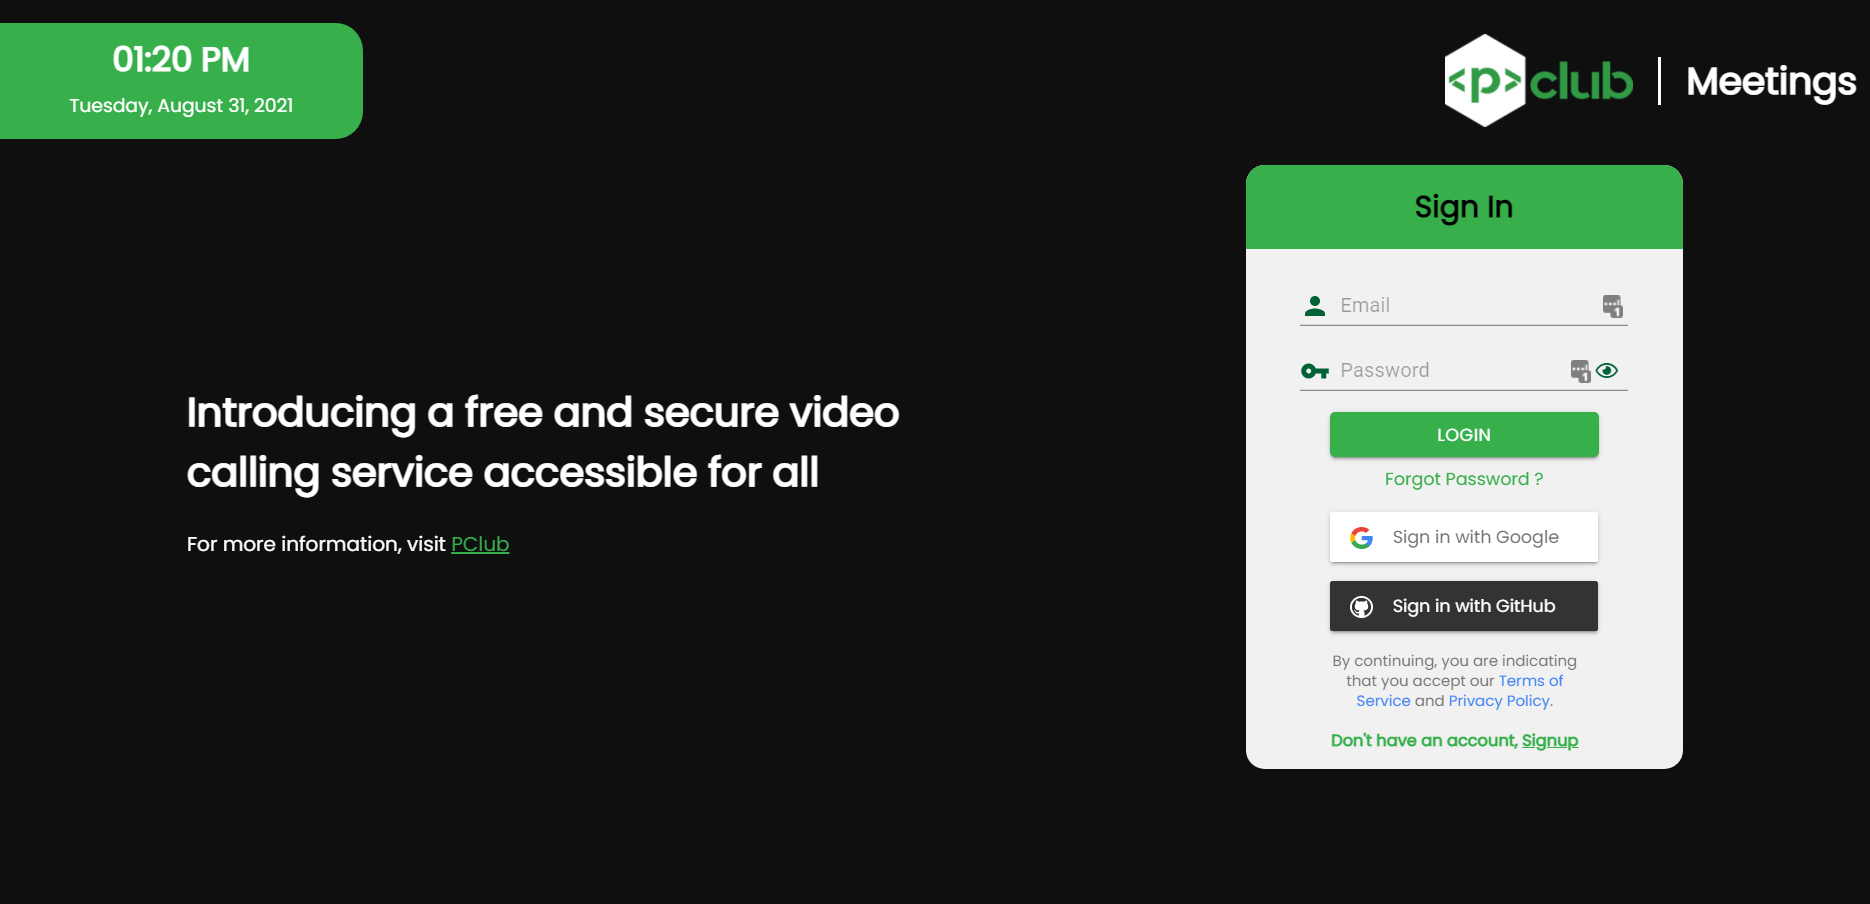 01:20 PM
Tuesday, August 31, 2021
<p>club
Meetings
Introducing a free and secure video
calling service accessible for all
For more information, visit PClub
Sign In
Email
1
Password
1
LOGIN
Forgot Password ?
Sign in with Google
Sign in with GitHub
By continuing, you are indicating
that you accept our Terms of
Service and Privacy Policy.
Don't have an account, Signup